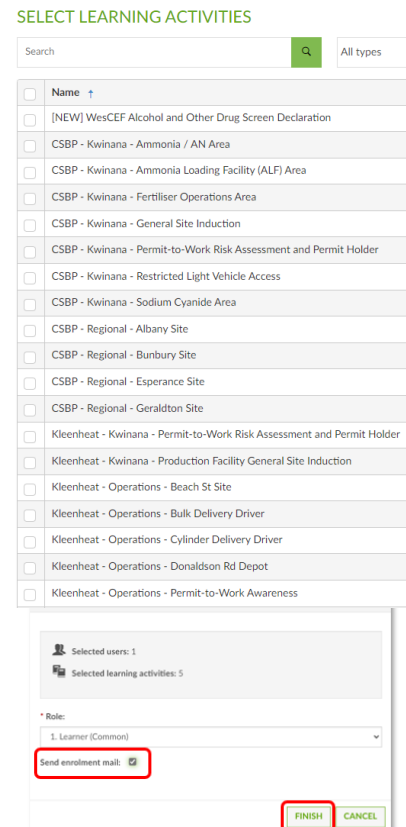 SELECT LEARNING ACTIVITIES
Search
All types
Name ↑
[NEW] WesCEF Alcohol and Other Drug Screen Declaration
CSBP - Kwinana - Ammonia / AN Area
CSBP - Kwinana - Ammonia Loading Facility (ALF) Area
CSBP - Kwinana - Fertiliser Operations Area
CSBP - Kwinana - General Site Induction
CSBP - Kwinana - Permit-to-Work Risk Assessment and Permit Holder
CSBP - Kwinana - Restricted Light Vehicle Access
CSBP - Kwinana - Sodium Cyanide Area
CSBP - Regional - Albany Site
CSBP - Regional - Bunbury Site
CSBP - Regional - Esperance Site
CSBP - Regional - Geraldton Site
Kleenheat - Kwinana - Permit-to-Work Risk Assessment and Permit Holder
Kleenheat - Kwinana - Production Facility General Site Induction
Kleenheat - Operations - Beach St Site
Kleenheat - Operations - Bulk Delivery Driver
Kleenheat - Operations - Cylinder Delivery Driver
Kleenheat - Operations - Donaldson Rd Depot
Kleenheat - Operations - Permit-to-Work Awareness
Selected users: 1
Selected learning activities: 5
* Role:
1. Learner (Common)
Send enrolment mail:
FINISH CANCEL